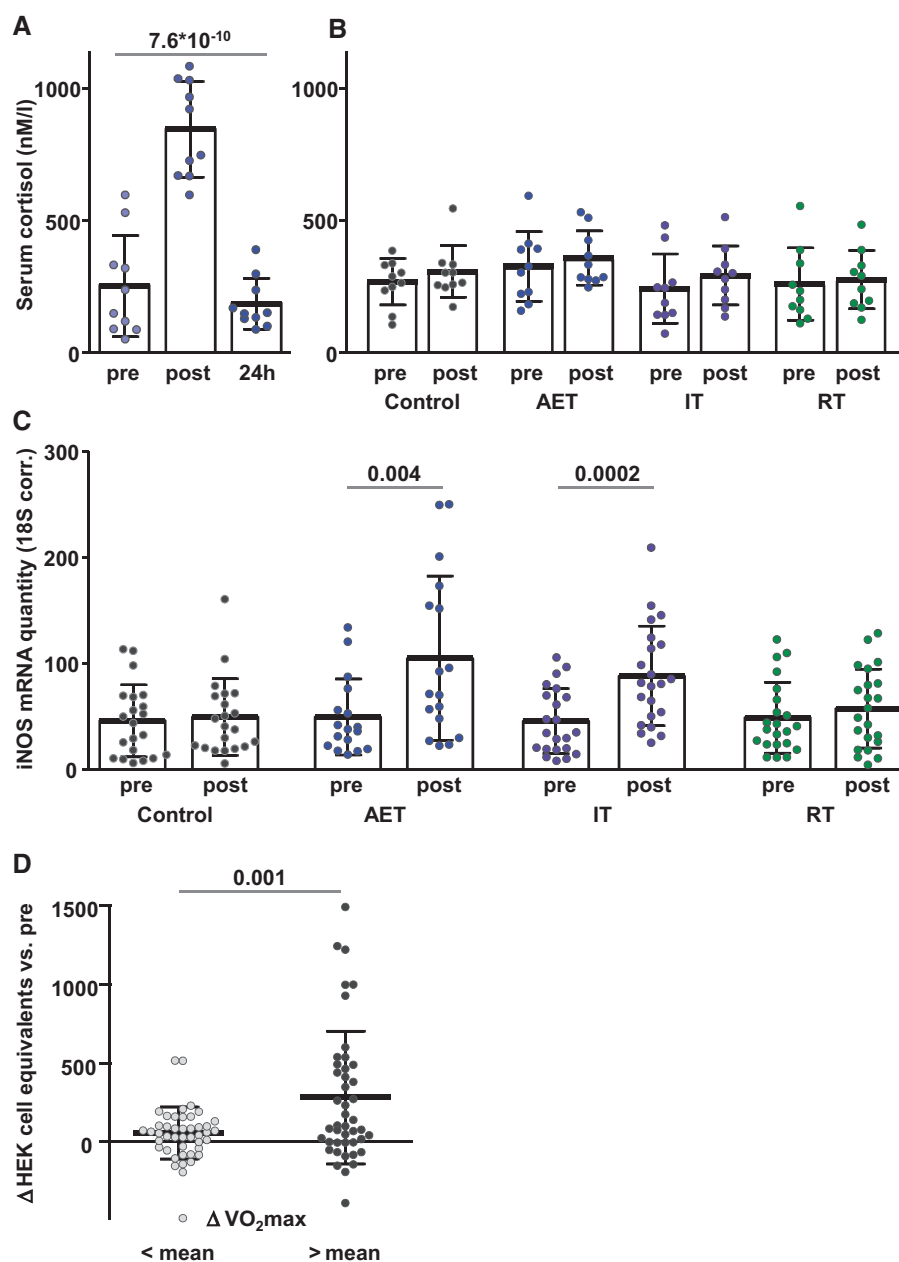 A
7.6*10-10
Serum cortisol (nM/l)
1000
500
0
pre post 24h
B
1000
500
0
pre post pre post pre post pre post
Control AET IT RT
C
iNOS mRNA quantity (18S corr.)
300
200
100
0
0.004
0.0002
pre post pre post pre post pre post
Control AET IT RT
D
0.001
ΔHEK cell equivalents vs. pre
1500
1000
500
0
Δ VO2max
< mean > mean